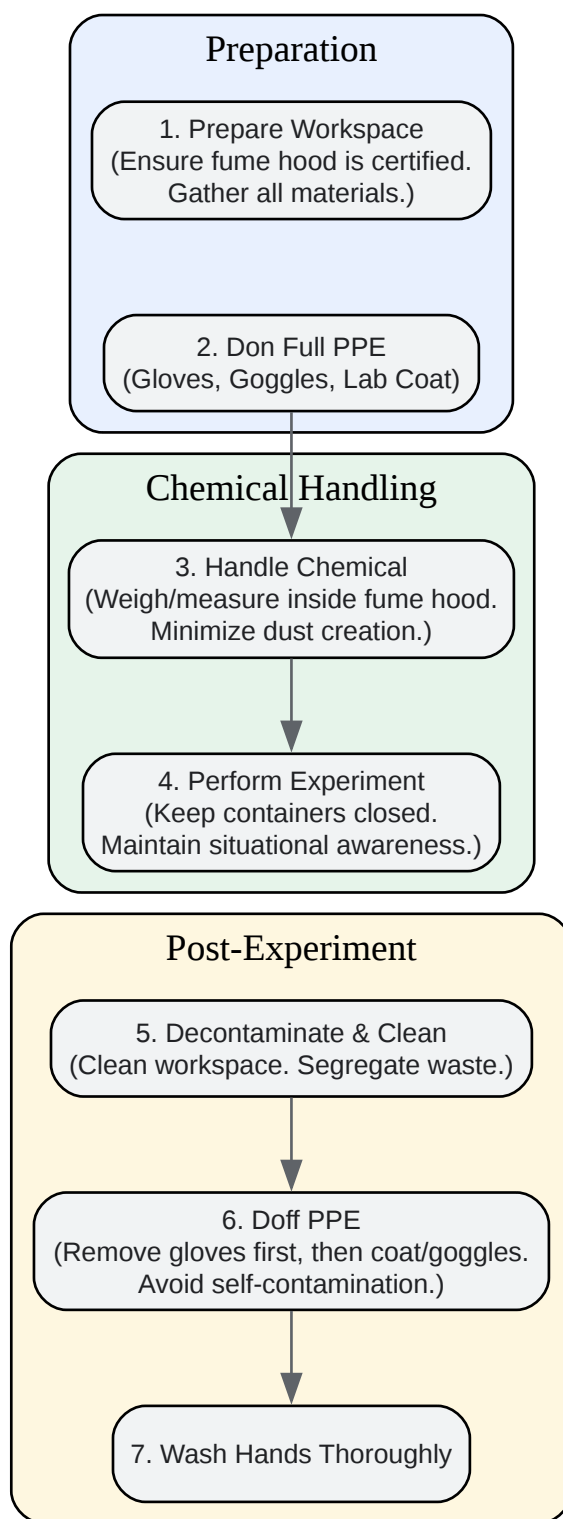 Preparation
1. Prepare Workspace
(Ensure fume hood is certified.
Gather all materials.)
2. Don Full PPE
(Gloves, Goggles, Lab Coat)
Chemical Handling
3. Handle Chemical
(Weigh/measure inside fume hood.
Minimize dust creation.)
4. Perform Experiment
(Keep containers closed.
Maintain situational awareness.)
Post-Experiment
5. Decontaminate & Clean
(Clean workspace. Segregate waste.)
6. Doff PPE
(Remove gloves first, then coat/goggles.
Avoid self-contamination.)
7. Wash Hands Thoroughly